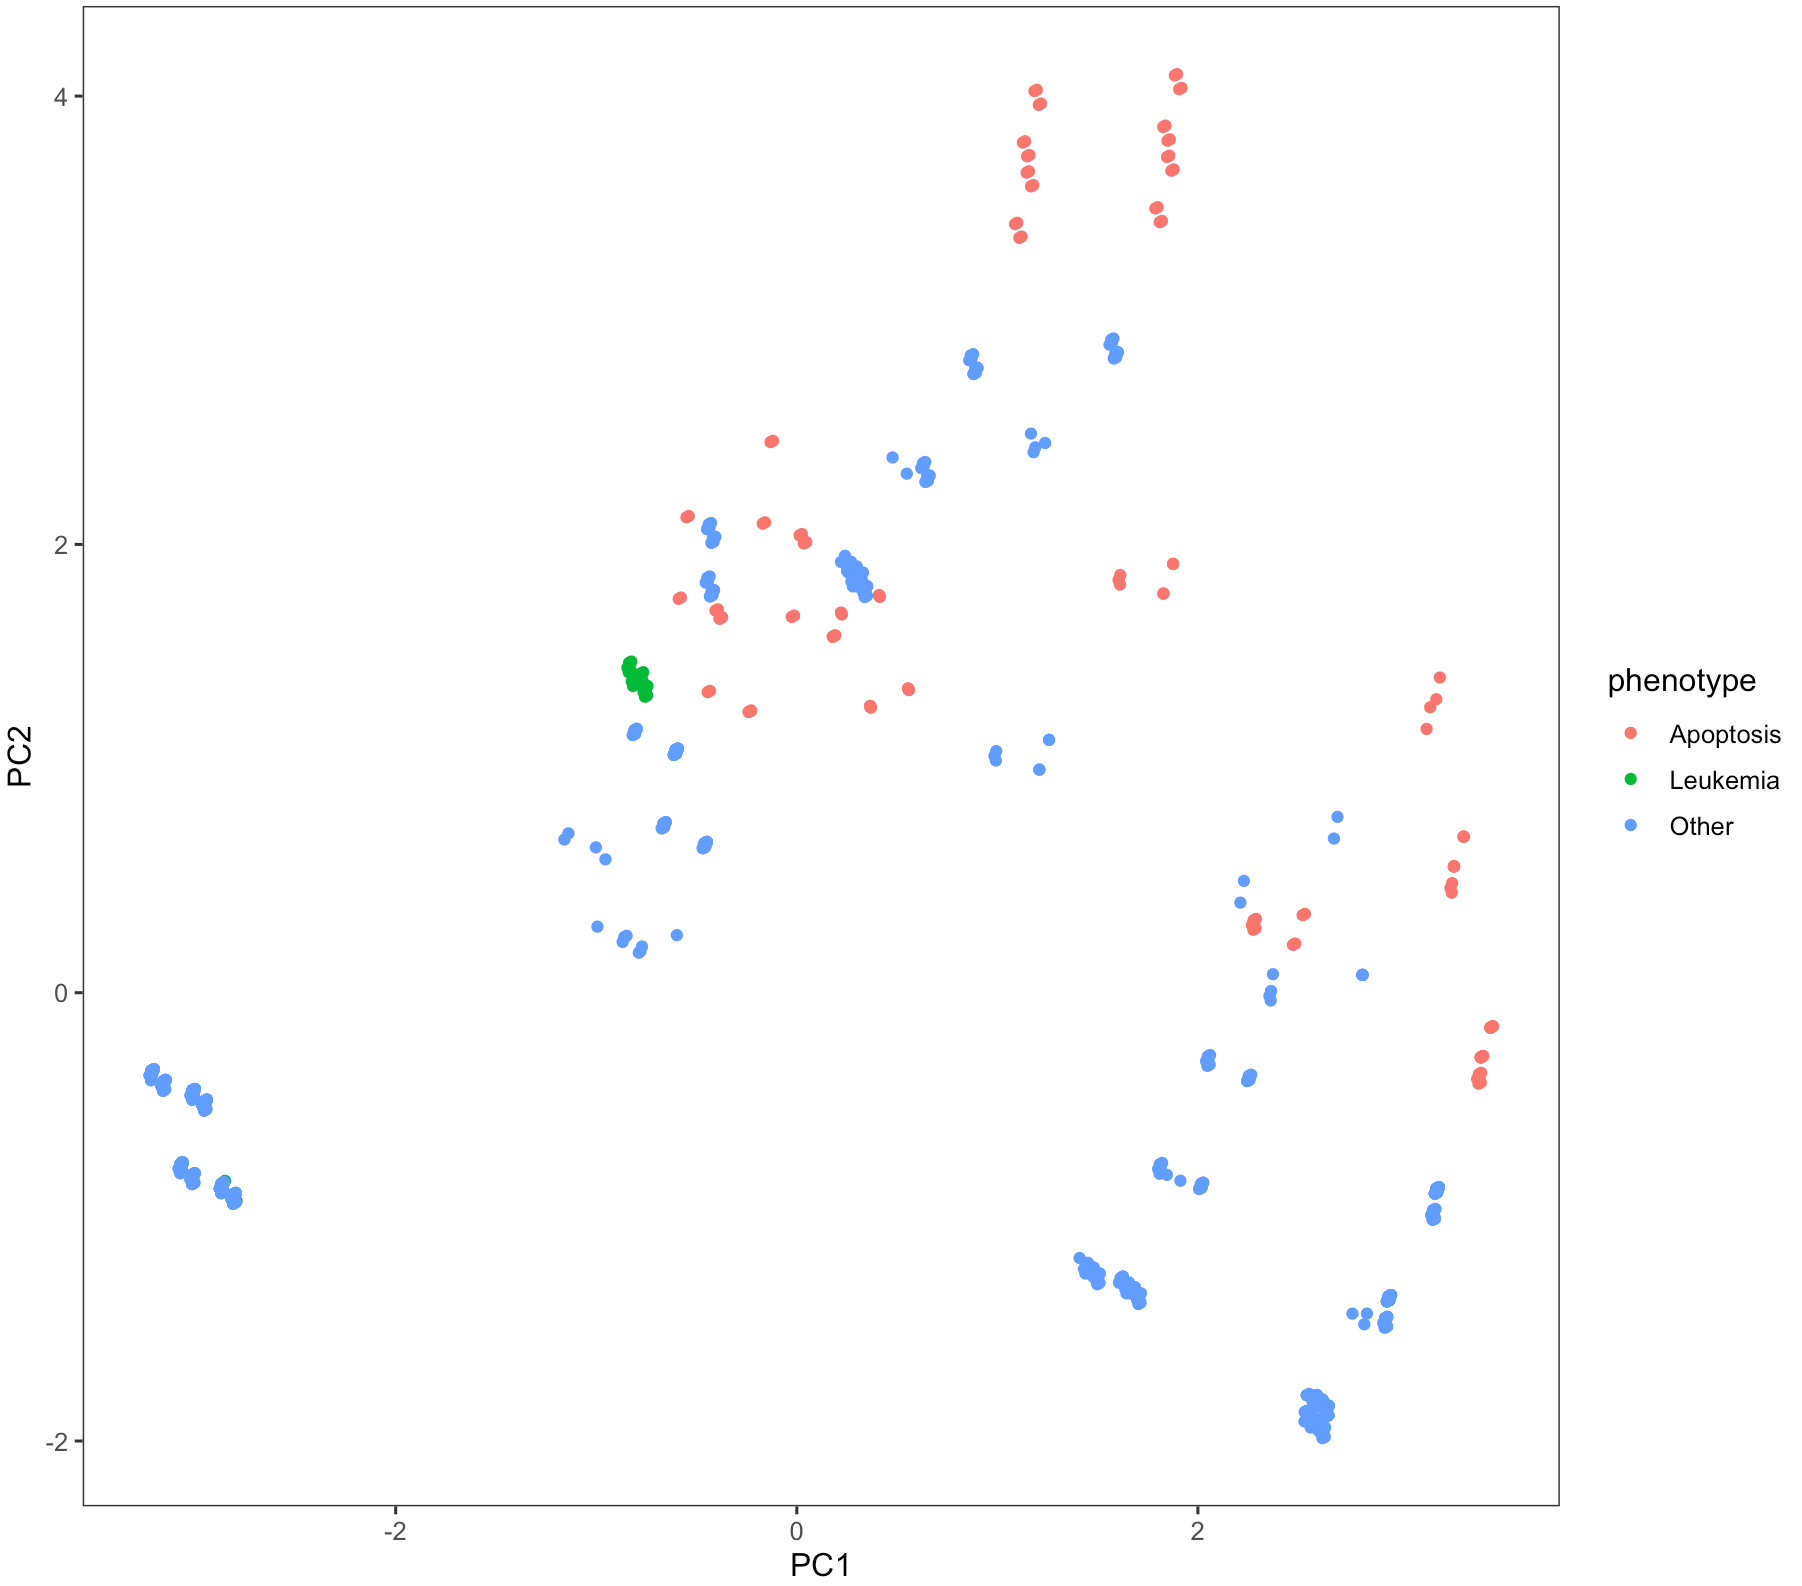 4
2
0
-2
PC2
-2
0
2
PC1
phenotype
Apoptosis
Leukemia
Other